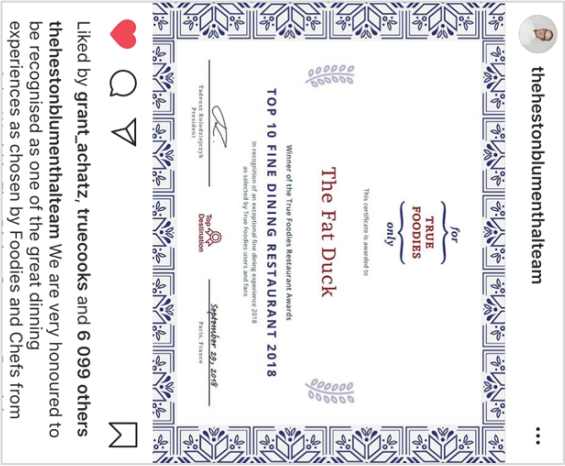 thehestonblumenthalteam
for
TRUE
FOODIES
only
This certificate is awarded to
The Fat Duck
Winner of the True Foodies Restaurant Awards
TOP 10 FINE DINING RESTAURANT 2018
In recognition of an exceptional fine dining experience 2018
as selected by True Foodies users and fans
Tadeusz Kolodziejczyk
President
Top
Destination
September 29, 2018
Paris, France
Liked by grant_achatz, truecooks and 6 099 others
thehestonblumenthalteam We are very honoured to
be recognised as one of the great dinning
experiences as chosen by Foodies and Chefs from